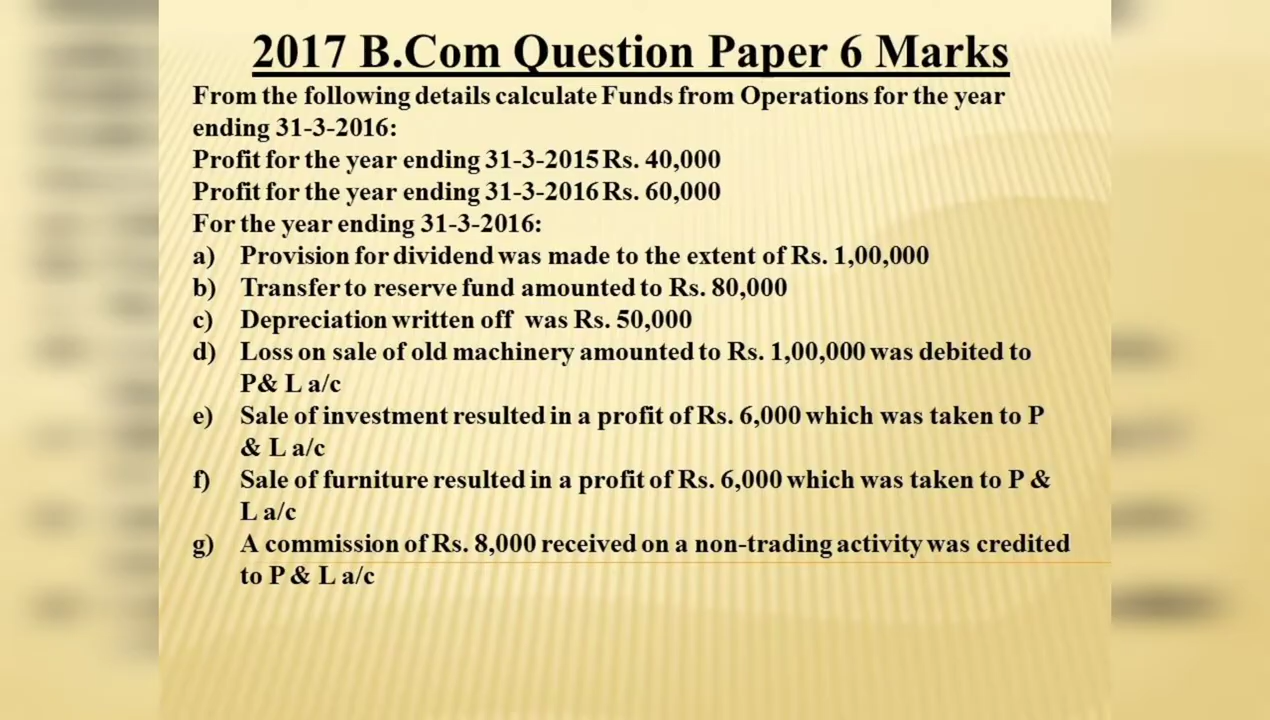 2017 B.Com Question Paper 6 Marks
From the following details calculate Funds from Operations for the year
ending 31-3-2016:
Profit for the year ending 31-3-2015 Rs. 40,000
Profit for the year ending 31-3-2016 Rs. 60,000
For the year ending 31-3-2016:
a) Provision for dividend was made to the extent of Rs. 1,00,000
b) Transfer to reserve fund amounted to Rs. 80,000
c) Depreciation written off was Rs. 50,000
d) Loss on sale of old machinery amounted to Rs. 1,00,000 was debited to
P& L a/c
e) Sale of investment resulted in a profit of Rs. 6,000 which was taken to P
& L a/c
f) Sale of furniture resulted in a profit of Rs. 6,000 which was taken to P &
L a/c
g) A commission of Rs. 8,000 received on a non-trading activity was credited
to P & L a/c